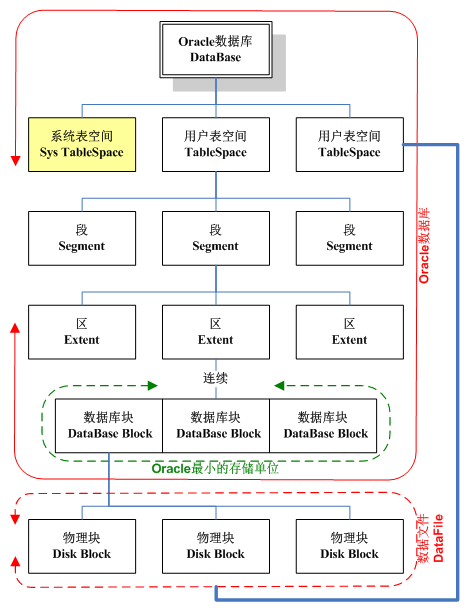 Oracle数据库
DataBase
系统表空间
Sys TableSpace
用户表空间
TableSpace
用户表空间
TableSpace
段
Segment
段
Segment
段
Segment
Oracle数据库
区
Extent
区
Extent
区
Extent
连续
数据库块
DataBase Block
数据库块
DataBase Block
数据库块
DataBase Block
Oracle最小的存储单位
物理块
Disk Block
物理块
Disk Block
物理块
Disk Block
数据文件
DataFile